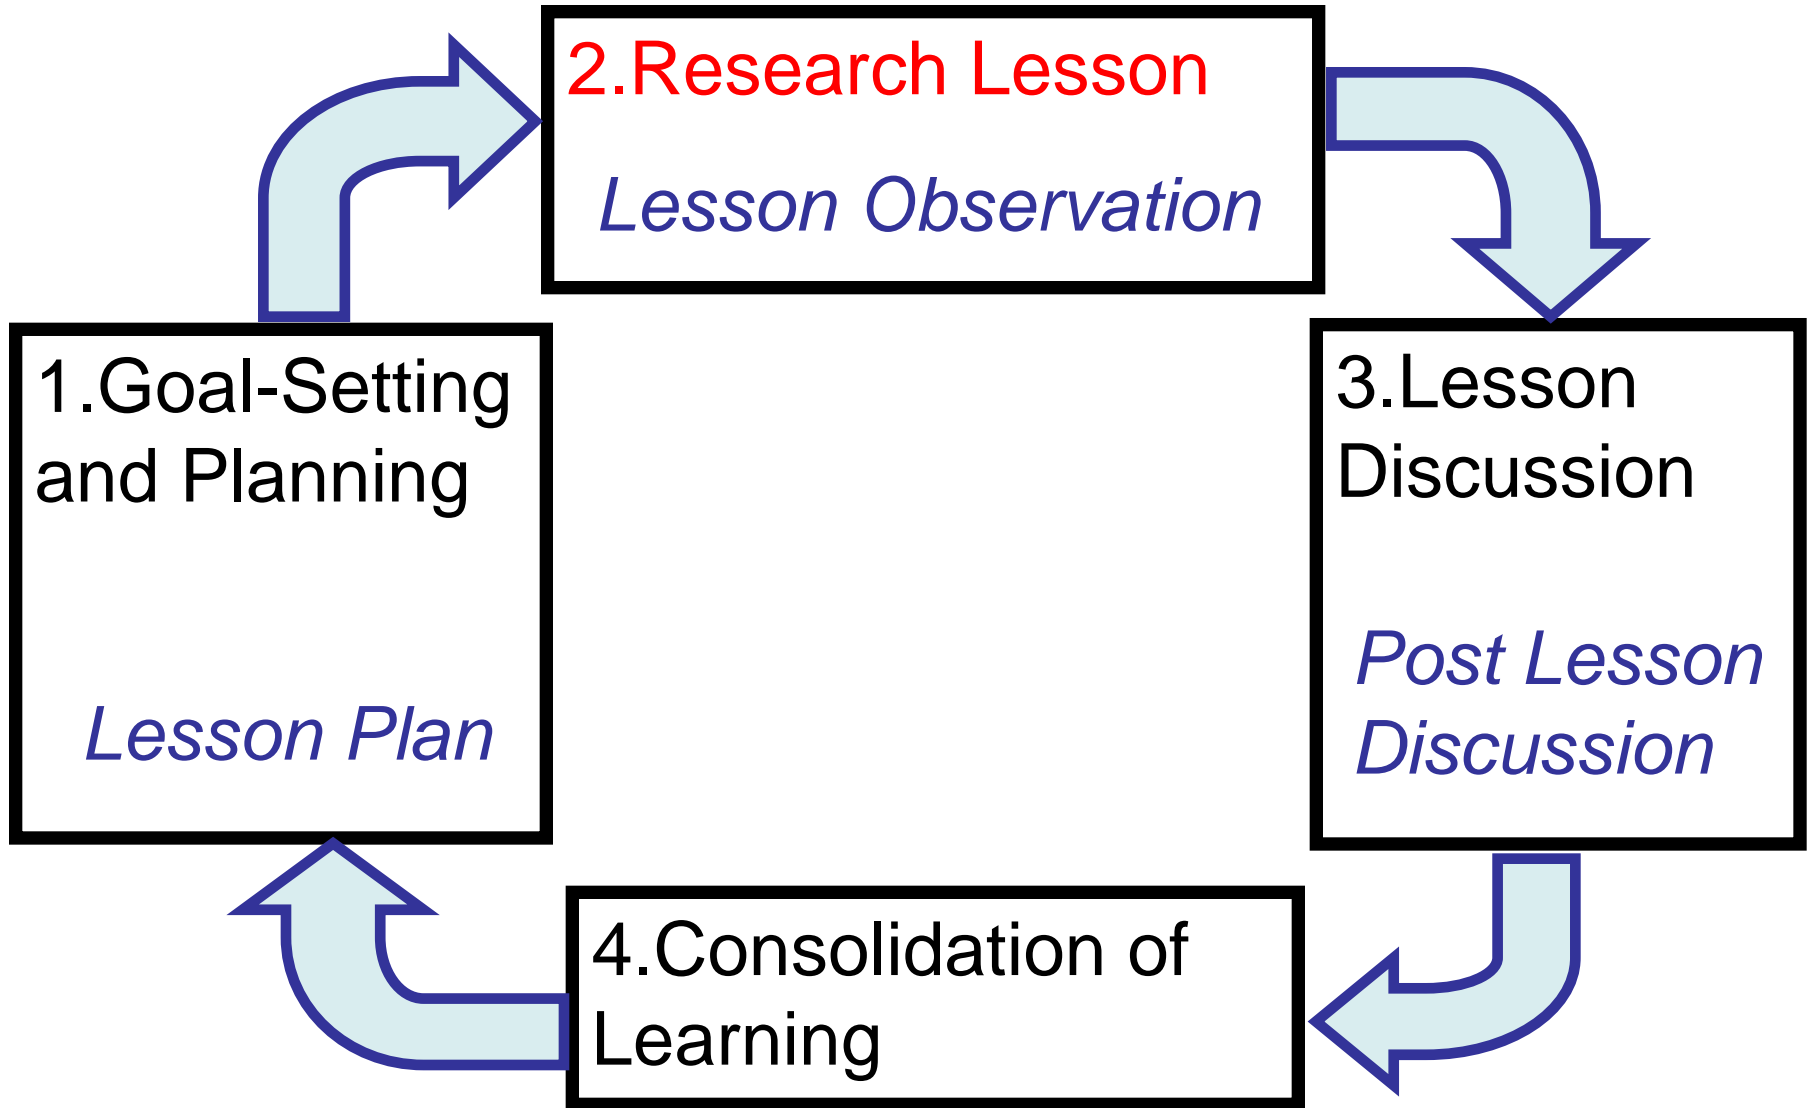 2.Research Lesson
Lesson Observation
1.Goal-Setting
and Planning
Lesson Plan
3.Lesson
Discussion
Post Lesson
Discussion
4.Consolidation of
Learning